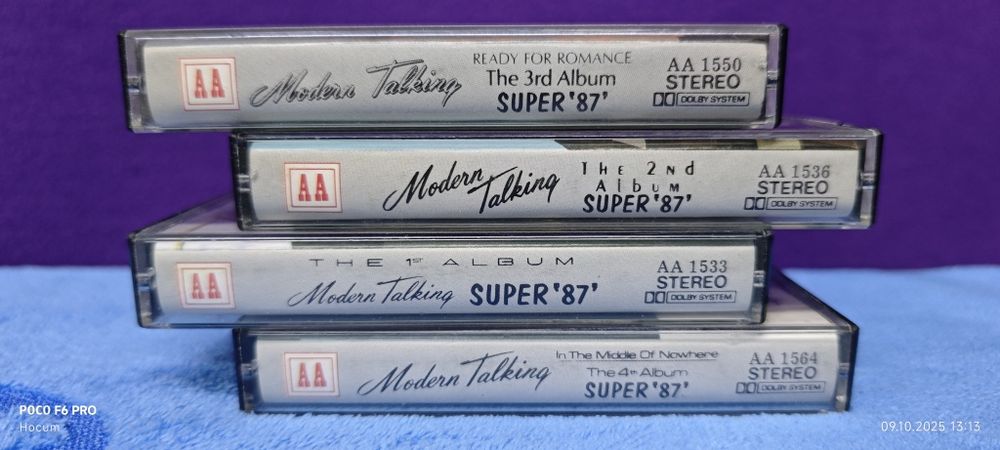 AA
Modern Talking
READY FOR ROMANCE
The 3rd Album
SUPER '87'
AA 1550
STEREO
DOLBY SYSTEM
AA
Modern
Talking
The 2nd
Album
SUPER '87'
AA 1536
STEREO
DOLBY SYSTEM
AA
THE 1ST ALBUM
Modern Talking SUPER '87'
AA 1533
STEREO
DOLBY SYSTEM
AA
Modern Talking
In The Middle Of Nowhere
The 4th Album
SUPER '87'
AA 1564
STEREO
DOLBY SYSTEM
POCO F6 PRO
Носит
09.10.2025 13:13